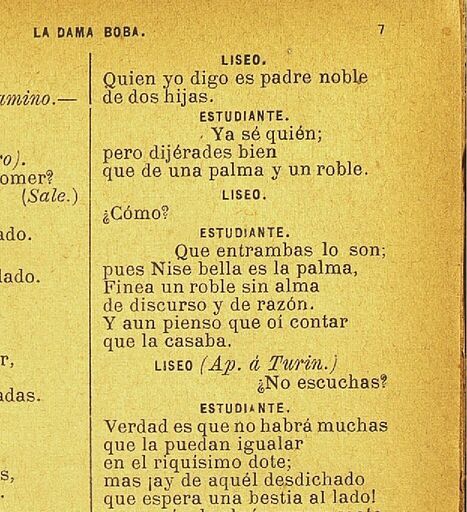 LA DAMA BOBA. 7
amino.—
ro).
omer?
(Sale.)
ado.
lado.
r,
adas.
s,
LISEO.
Quien yo digo es padre noble
de dos hijas.
ESTUDIANTE.
Ya sé quién;
pero dijérades bien
que de una palma y un roble.
LISEO.
¿Cómo?
ESTUDIANTE.
Que entrambas lo son;
pues Nise bella es la palma,
Finea un roble sin alma
de discurso y de razón.
Y aun pienso que oí contar
que la casaba.
LISEO (Ap. á Turin.)
¿No escuchas?
ESTUDIANTE.
Verdad es que no habrá muchas
que la puedan igualar
en el riquísimo dote;
mas ¡ay de aquél desdichado
que espera una bestia al lado!